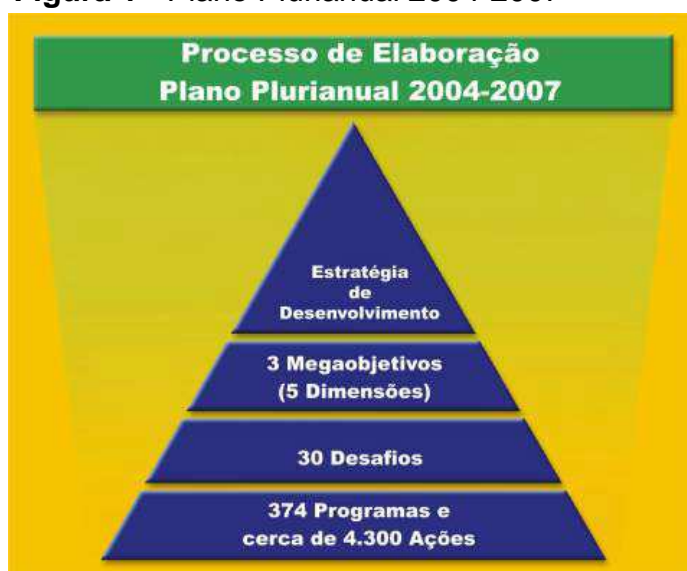 Figura - Plano Plurianual 2004-2007
Processo de Elaboração
Plano Plurianual 2004-2007
Estratégia
de
Desenvolvimento
3 Megaobjetivos
(5 Dimensões)
30 Desafios
374 Programas e
cerca de 4.300 Ações